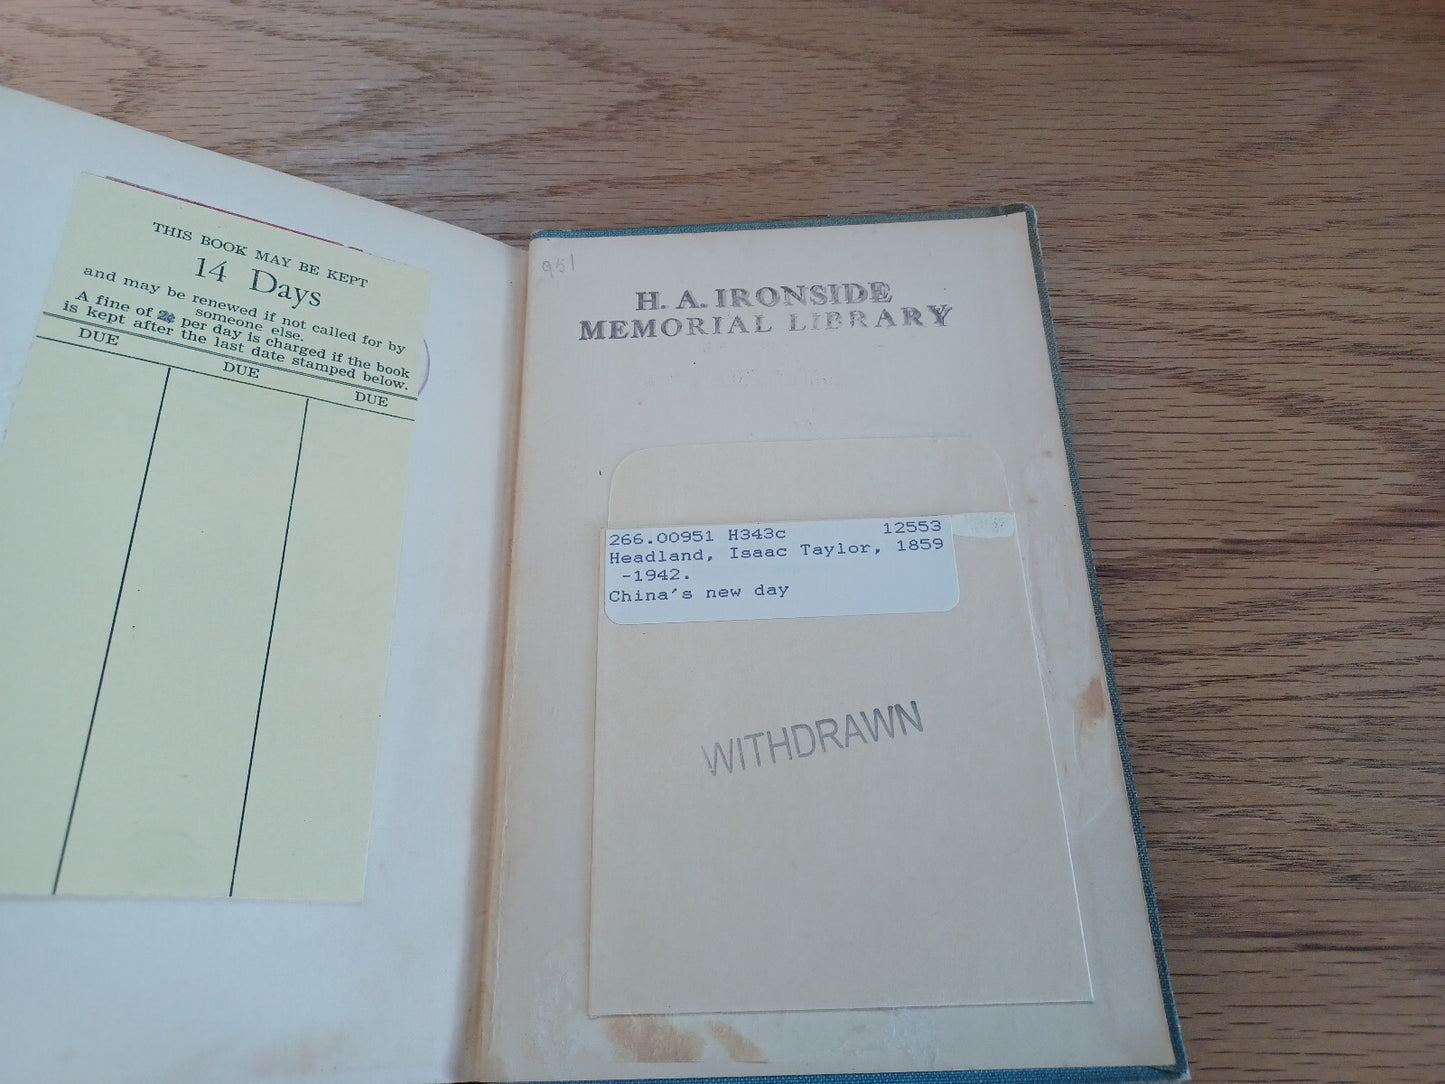 THIS BOOK MAY BE KEPT
14 Days
and may be renewed if not called for by
someone else.
A fine of per day is charged if the book
is kept after the last date stamped below.
DUE
DUE
DUE
951
H. A. IRONSIDE
MEMORIAL LIBRARY
266.00951 H343c 12553
Headland, Isaac Taylor, 1859
-1942.
China's new day
WITHDRAWN